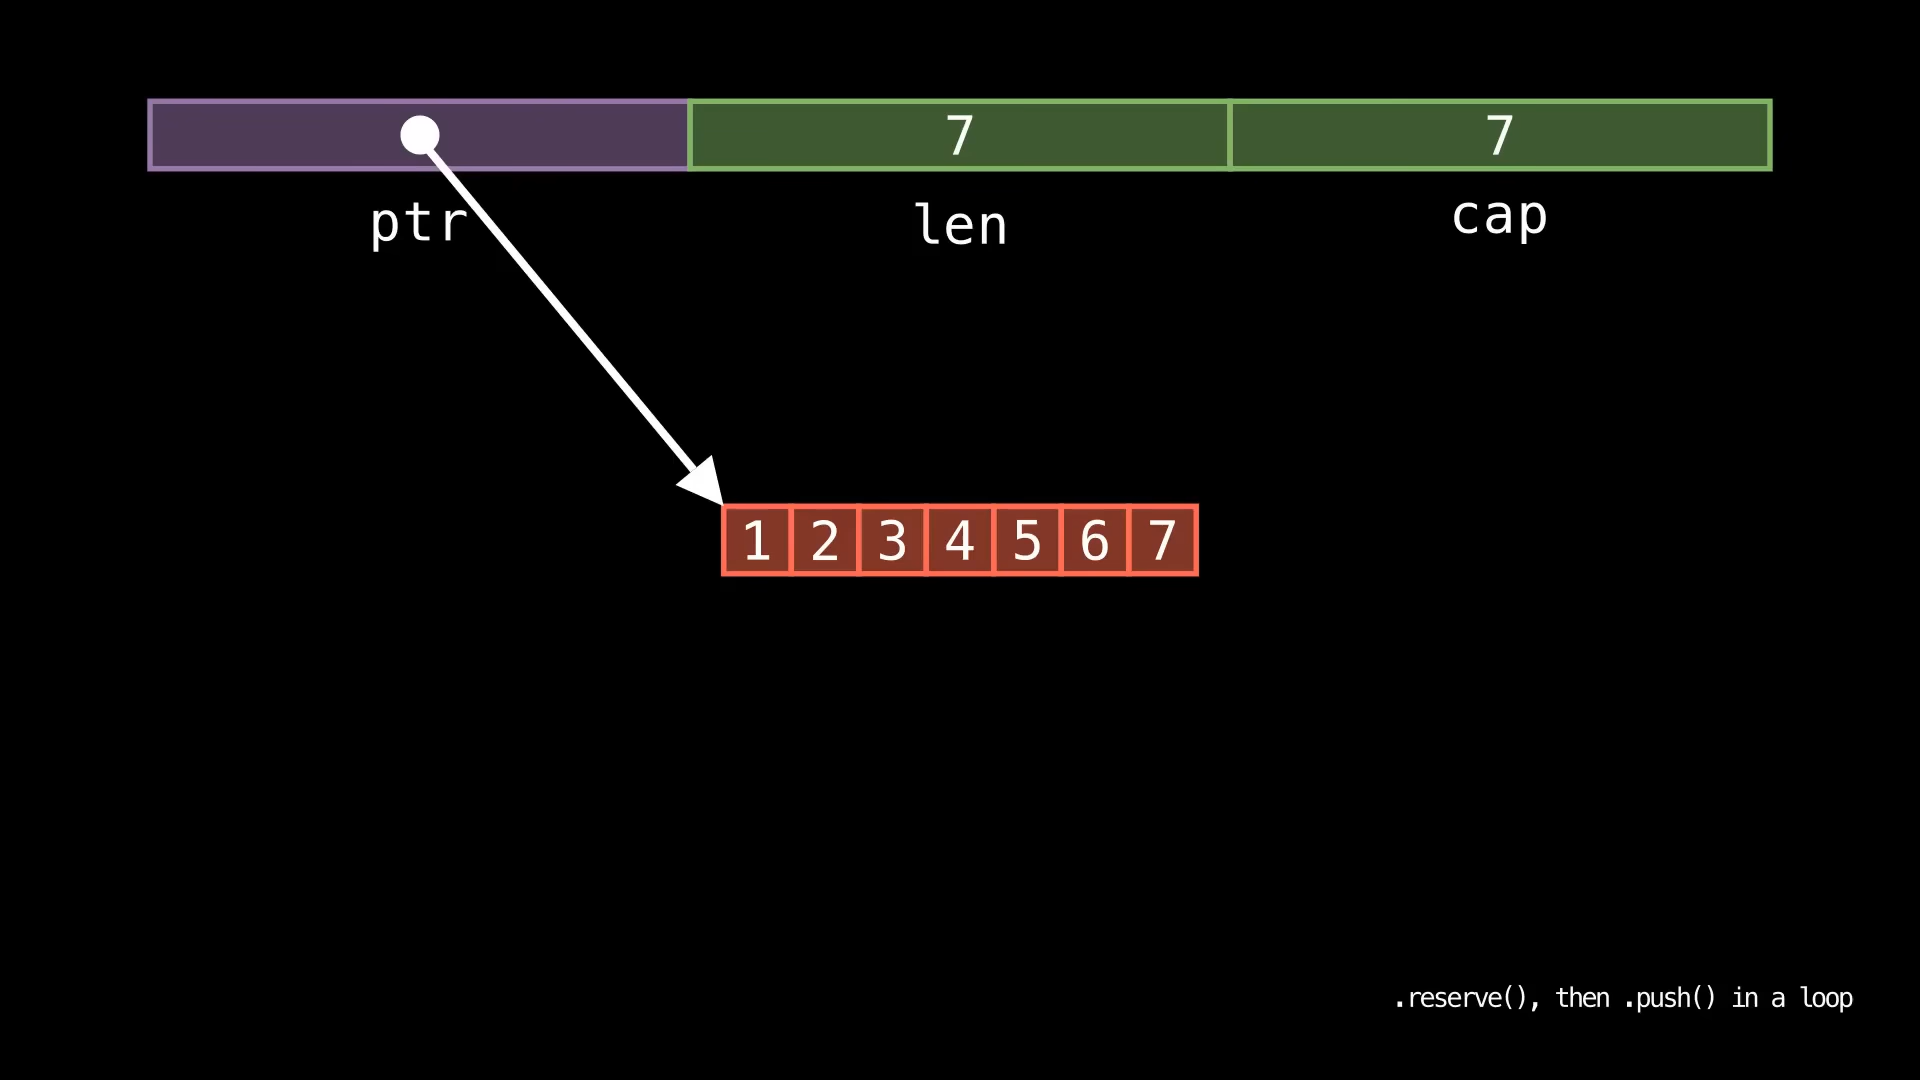 7 7
ptr len cap
1 2 3 4 5 6 7
.reserve(), then .push() in a loop